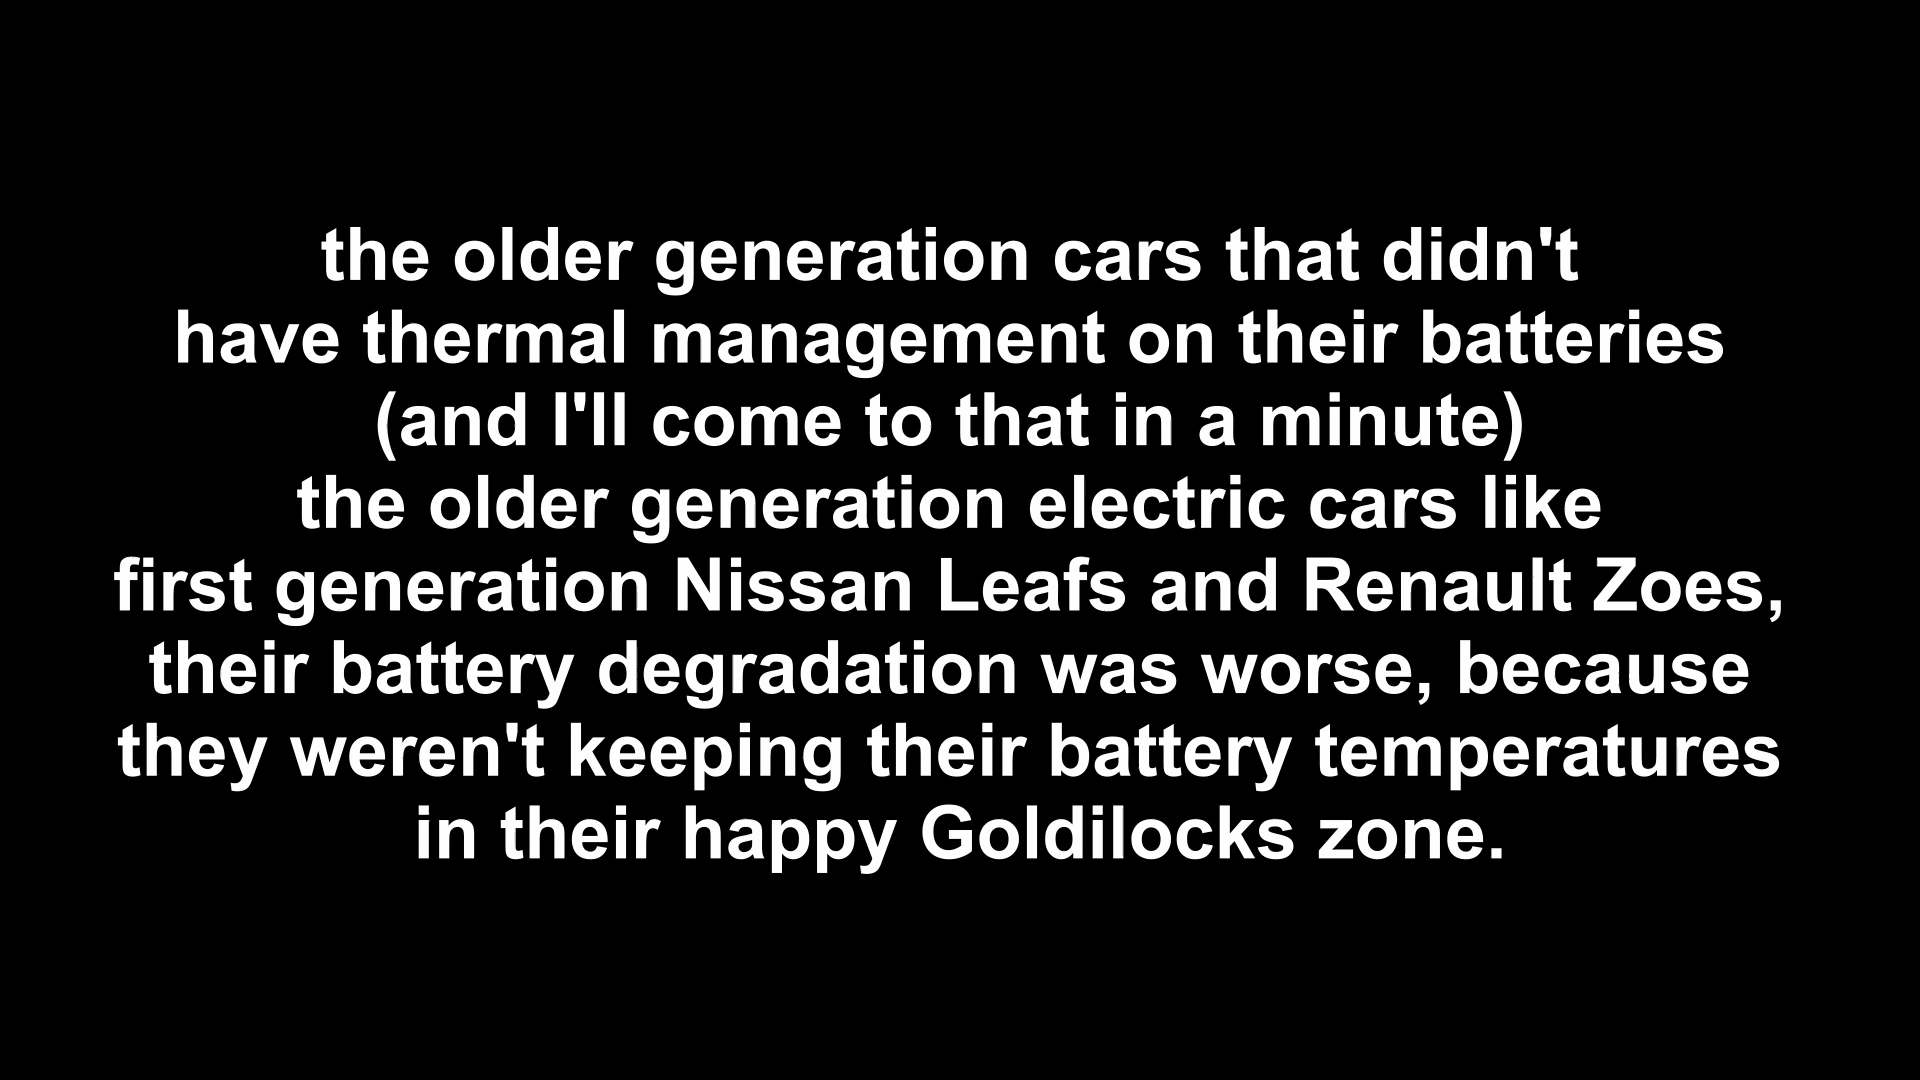 the older generation cars that didn't
have thermal management on their batteries
(and I'll come to that in a minute)
the older generation electric cars like
first generation Nissan Leafs and Renault Zoes,
their battery degradation was worse, because
they weren't keeping their battery temperatures
in their happy Goldilocks zone.